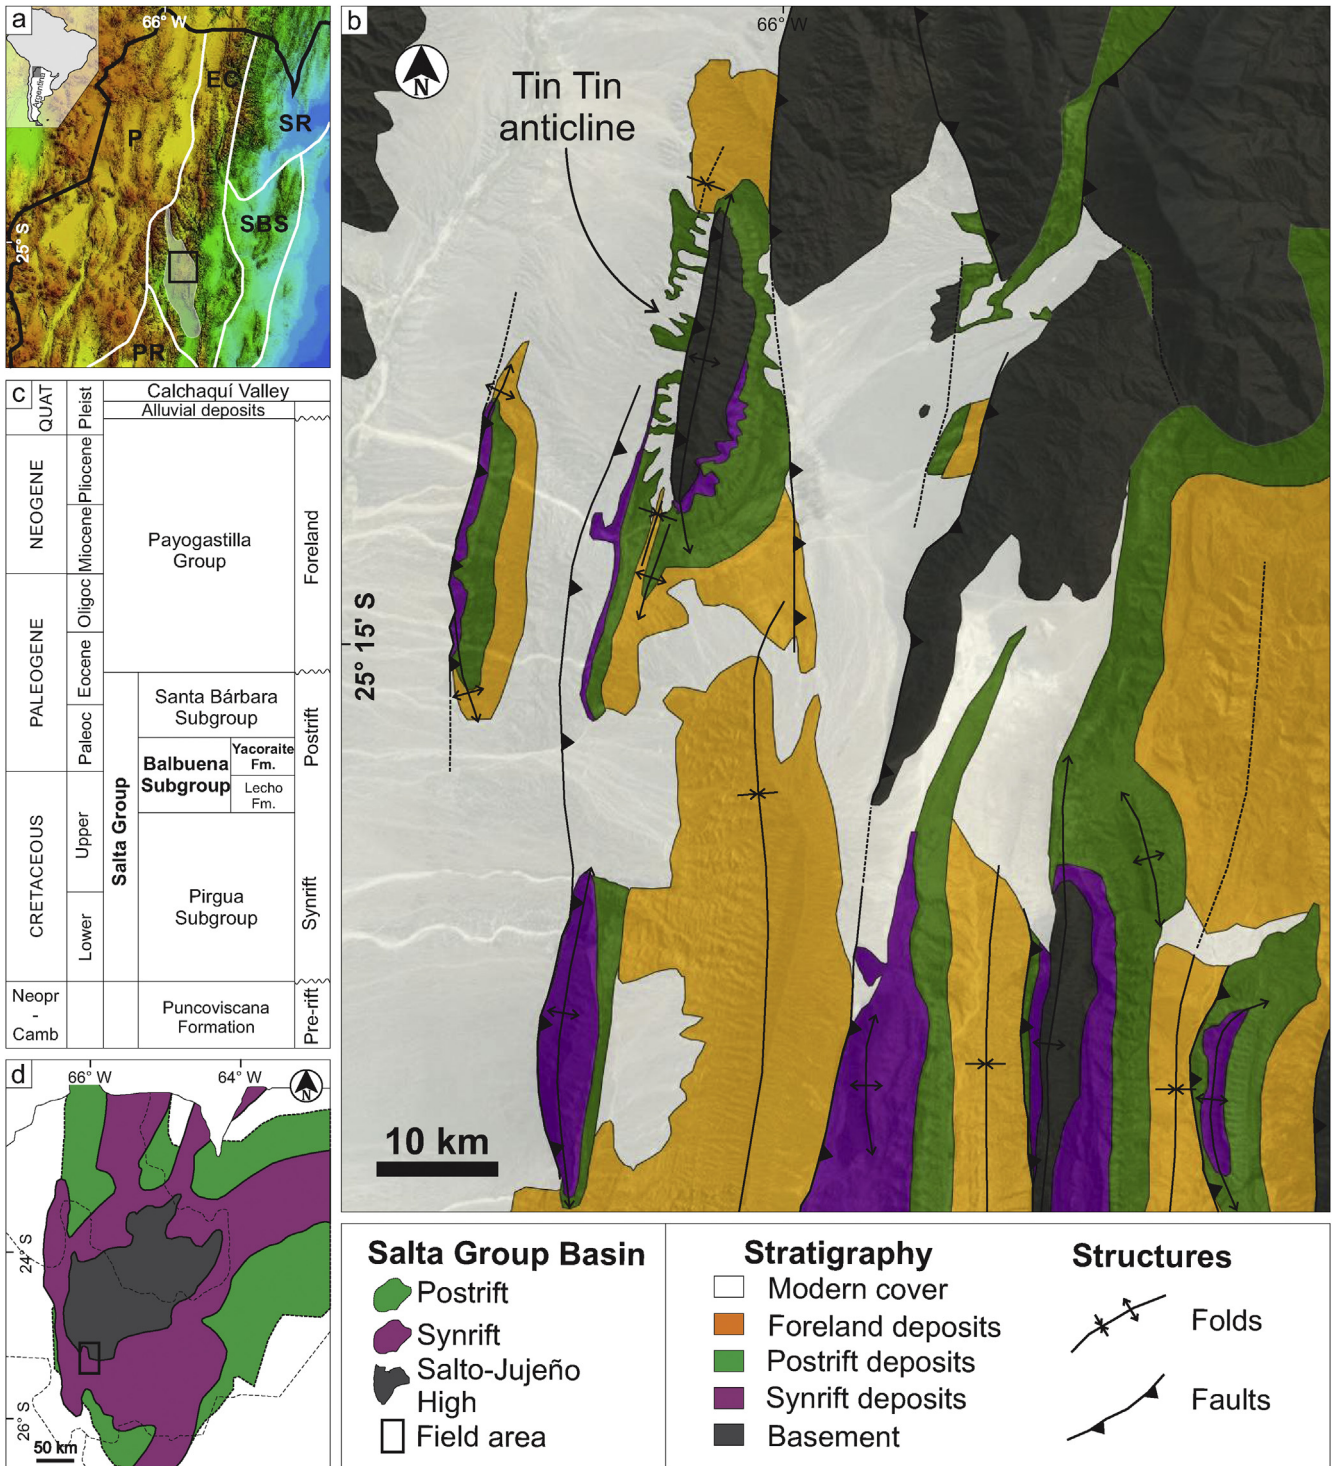 a
66° W
EC
P
SR
SBS
25° S
PR
Argentina
b
66° W
N
Tin Tin
anticline
25° 15' S
10 km
c
QUAT
Pleist
Calchaquí Valley
Alluvial deposits
NEOGENE
Pliocene
Miocene
Payogastilla
Group
Foreland
PALEOGENE
Oligoc
Eocene
Paleoc
Santa Bárbara
Subgroup
Postrift
Balbuena
Subgroup
Yacoraite
Fm.
Lecho
Fm.
Salta Group
CRETACEOUS
Upper
Lower
Pirgua
Subgroup
Synrift
Neopr
-
Camb
Puncoviscana
Formation
Pre-rift
d
66° W
64° W
N
24° S
26° S
50 km
Salta Group Basin
Postrift
Synrift
Salto-Jujeño
High
Field area
Stratigraphy
Modern cover
Foreland deposits
Postrift deposits
Synrift deposits
Basement
Structures
Folds
Faults